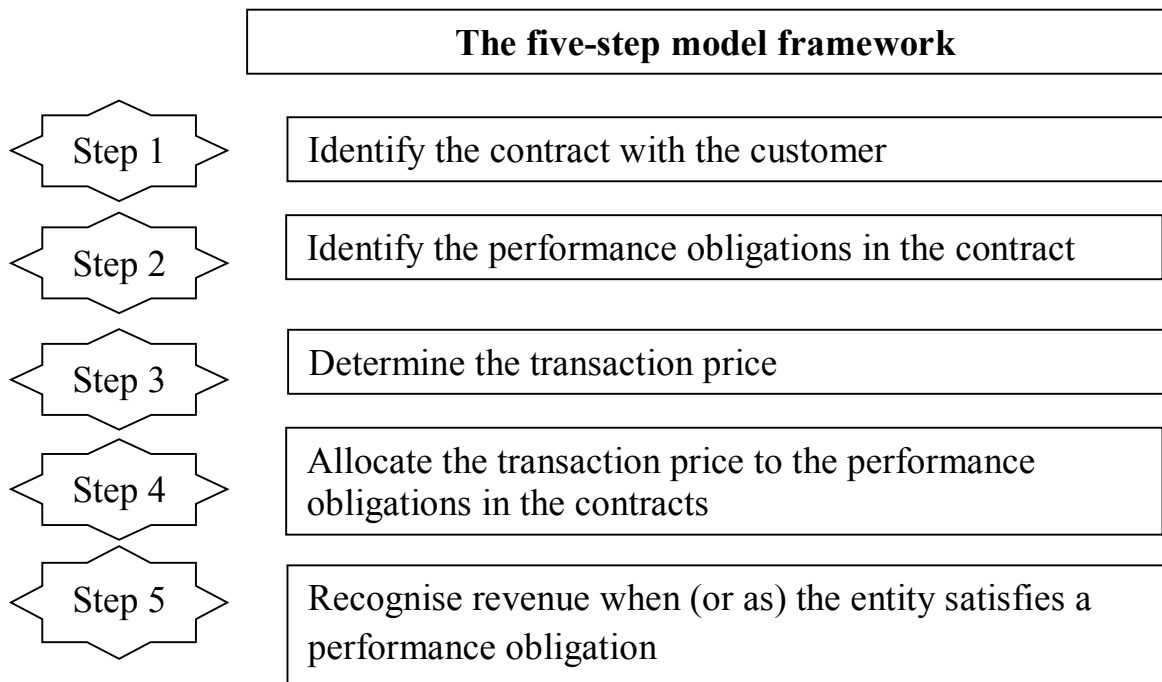 The five-step model framework
Step 1
Identify the contract with the customer
Step 2
Identify the performance obligations in the contract
Step 3
Determine the transaction price
Step 4
Allocate the transaction price to the performance
obligations in the contracts
Step 5
Recognise revenue when (or as) the entity satisfies a
performance obligation